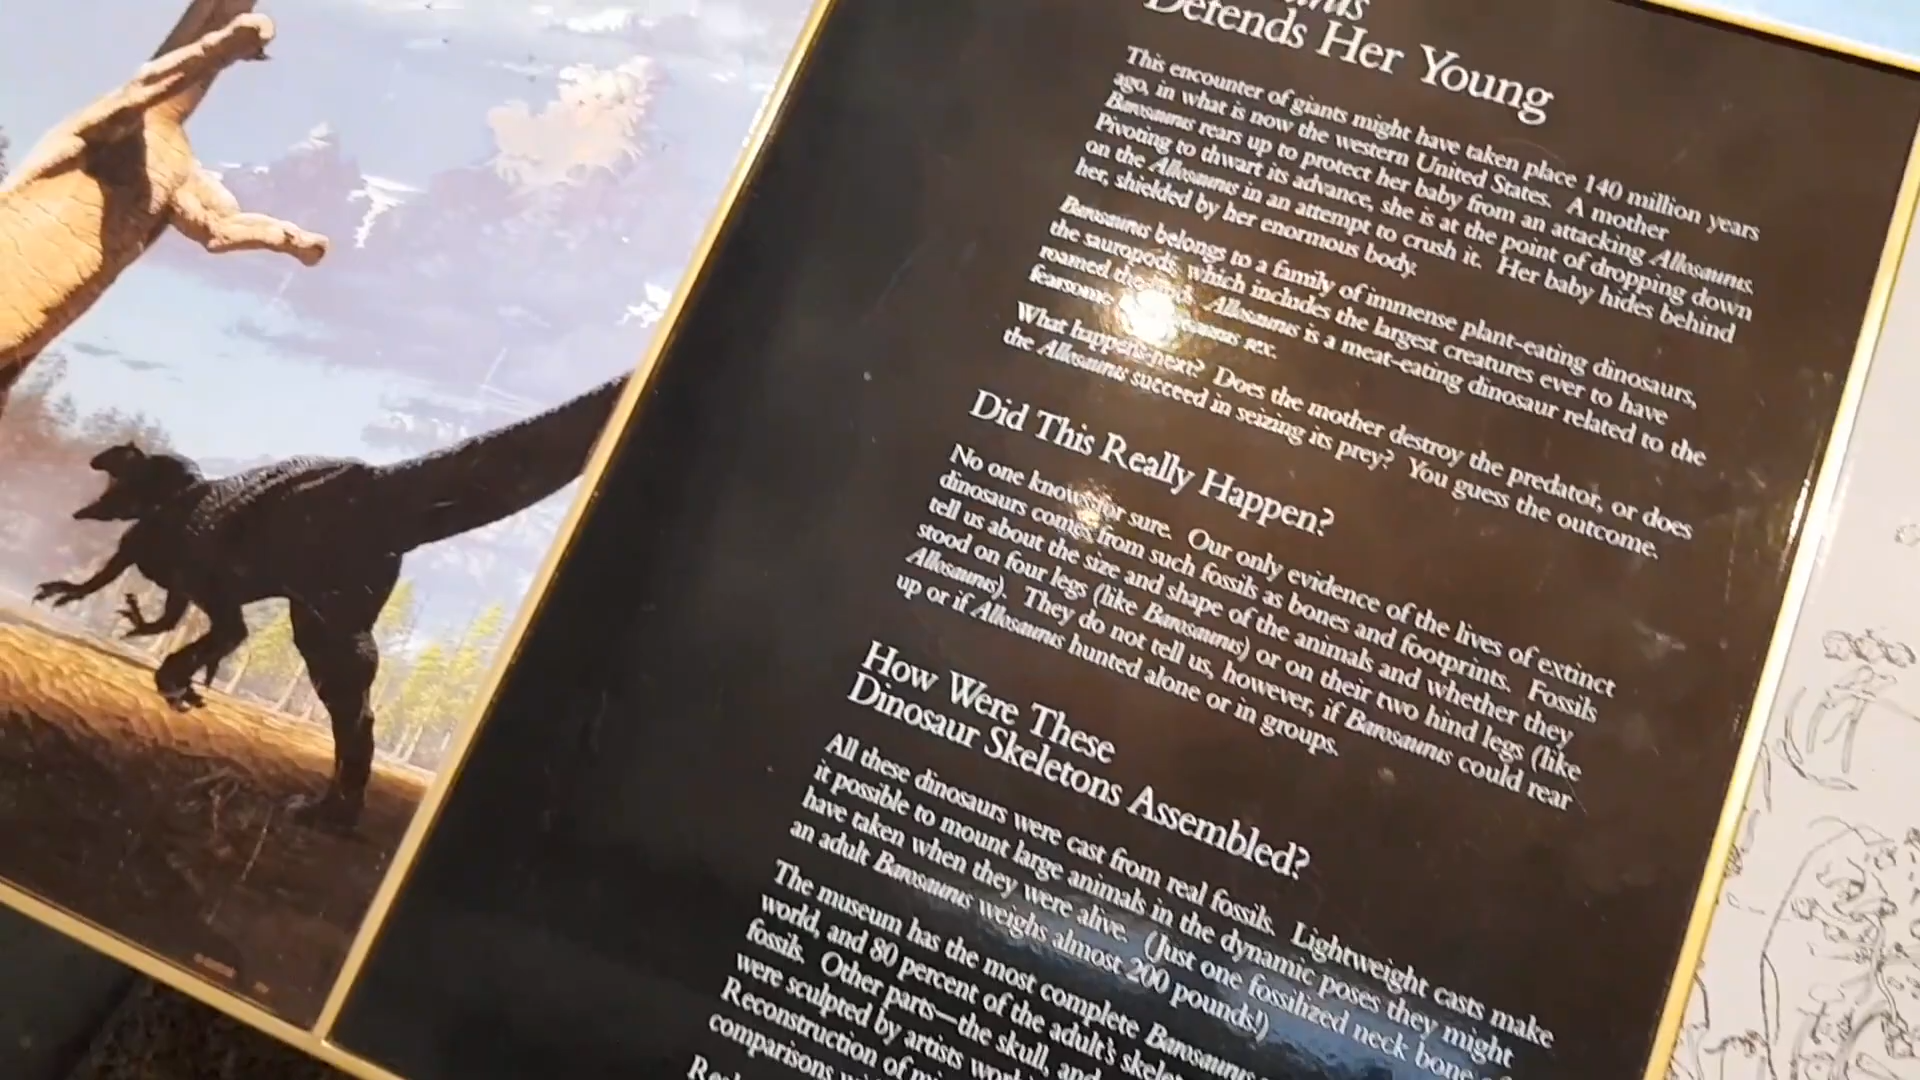 Defends Her Young
This encounter of giants might have taken place 140 million years
ago, in what is now the western United States. A mother
Barosaurus rears up to protect her baby from an attacking Allosaurus.
Pivoting to thwart its advance, she is at the point of dropping down
on the Allosaurus in an attempt to crush it. Her baby hides behind
her, shielded by her enormous body.
Barosaurus belongs to a family of immense plant-eating dinosaurs,
the sauropods, which includes the largest creatures ever to have
roamed the Allosaurus is a meat-eating dinosaur related to the
fearsome rex.
What happens next? Does the mother destroy the predator, or does
the Allosaurus succeed in seizing its prey? You guess the outcome.
Did This Really Happen?
No one knows for sure. Our only evidence of the lives of extinct
dinosaurs comes from such fossils as bones and footprints. Fossils
tell us about the size and shape of the animals and whether they
stood on four legs (like Barosaurus) or on their two hind legs (like
Allosaurus). They do not tell us, however, if Barosaurus could rear
up or if Allosaurus hunted alone or in groups.
How Were These
Dinosaur Skeletons Assembled?
All these dinosaurs were cast from real fossils. Lightweight casts make
it possible to mount large animals in the dynamic poses they might
have taken when they were alive. (Just one fossilized neck bone of
an adult Barosaurus weighs almost 200 pounds!)
The museum has the most complete Barosaurus
world, and 80 percent of the adult's
fossils. Other parts—the skull, and
were sculpted by artists
Reconstruction of
comparisons